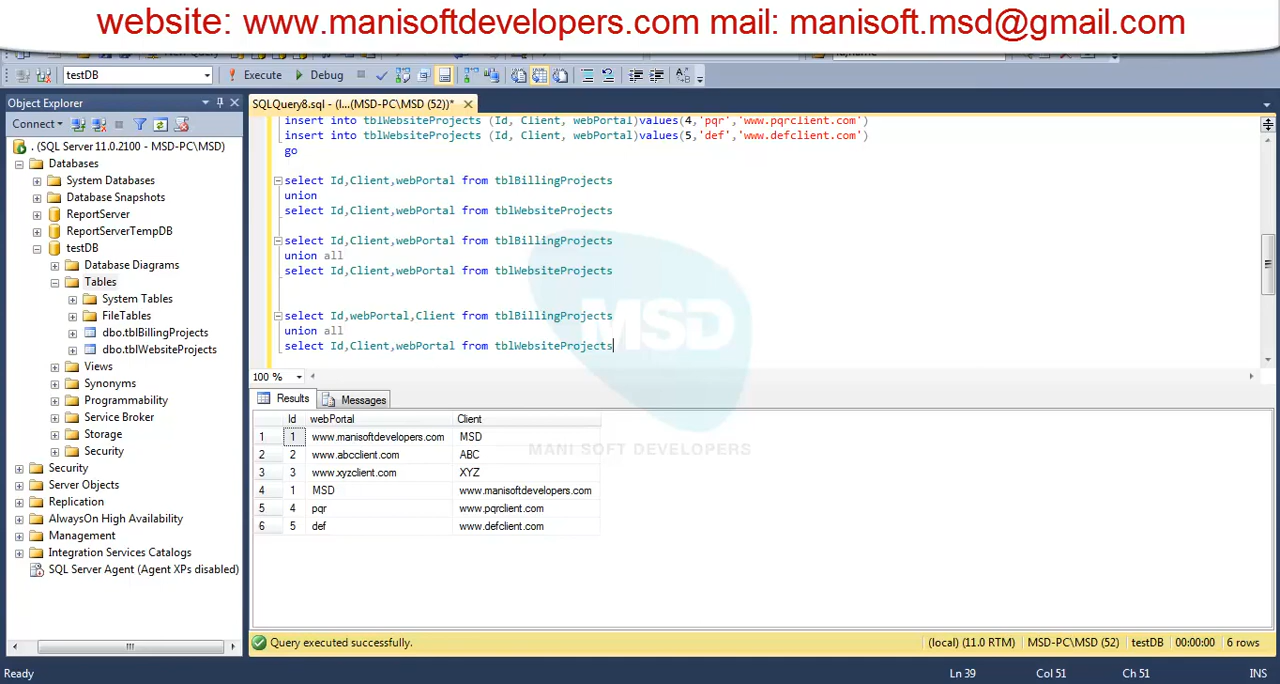 website: www.manisoftdevelopers.com mail: manisoft.msd@gmail.com
testDB
Execute
Debug
Object Explorer
SQLQuery8.sql - (l...(MSD-PC\MSD (52))*
Connect
. (SQL Server 11.0.2100 - MSD-PC\MSD)
Databases
System Databases
Database Snapshots
ReportServer
ReportServerTempDB
testDB
Database Diagrams
Tables
System Tables
FileTables
dbo.tblBillingProjects
dbo.tblWebsiteProjects
Views
Synonyms
Programmability
Service Broker
Storage
Security
Security
Server Objects
Replication
AlwaysOn High Availability
Management
Integration Services Catalogs
SQL Server Agent (Agent XPs disabled)
insert into tblWebsiteProjects (Id, Client, webPortal)values(4,'pqr','www.pqrclient.com')
insert into tblWebsiteProjects (Id, Client, webPortal)values(5,'def','www.defclient.com')
go
select Id,Client,webPortal from tblBillingProjects
union
select Id,Client,webPortal from tblWebsiteProjects
select Id,Client,webPortal from tblBillingProjects
union all
select Id,Client,webPortal from tblWebsiteProjects
select Id,webPortal,Client from tblBillingProjects
union all
select Id,Client,webPortal from tblWebsiteProjects
MSD
MANI SOFT DEVELOPERS
100 %
Results
Messages
Id webPortal Client
1 1 www.manisoftdevelopers.com MSD
2 2 www.abcclient.com ABC
3 3 www.xyzclient.com XYZ
4 1 MSD www.manisoftdevelopers.com
5 4 pqr www.pqrclient.com
6 5 def www.defclient.com
Query executed successfully.
(local) (11.0 RTM)
MSD-PC\MSD (52)
testDB
00:00:00
6 rows
Ready
Ln 39
Col 51
Ch 51
INS